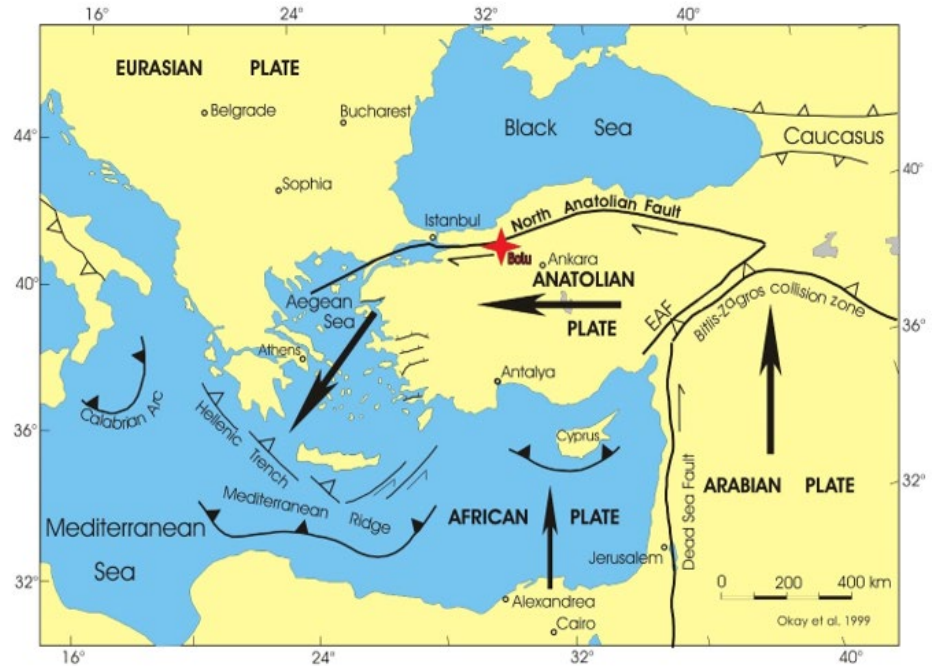 16°
24°
32°
40°
EURASIAN PLATE
Belgrade
Bucharest
Black Sea
Caucasus
44°
40°
Sophia
Istanbul
North Anatolian Fault
Bolu
Ankara
ANATOLIAN
PLATE
40°
Aegean
Sea
EAF
Bitlis-Zagros collision zone
36°
Athens
Antalya
Calabrian Arc
Hellenic
Trench
Cyprus
36°
Mediterranean
Ridge
AFRICAN PLATE
ARABIAN PLATE
32°
Mediterranean
Sea
Dead Sea Fault
Jerusalem
32°
0 200 400 km
Alexandrea
Cairo
Okay et al. 1999
16°
24°
32°
40°